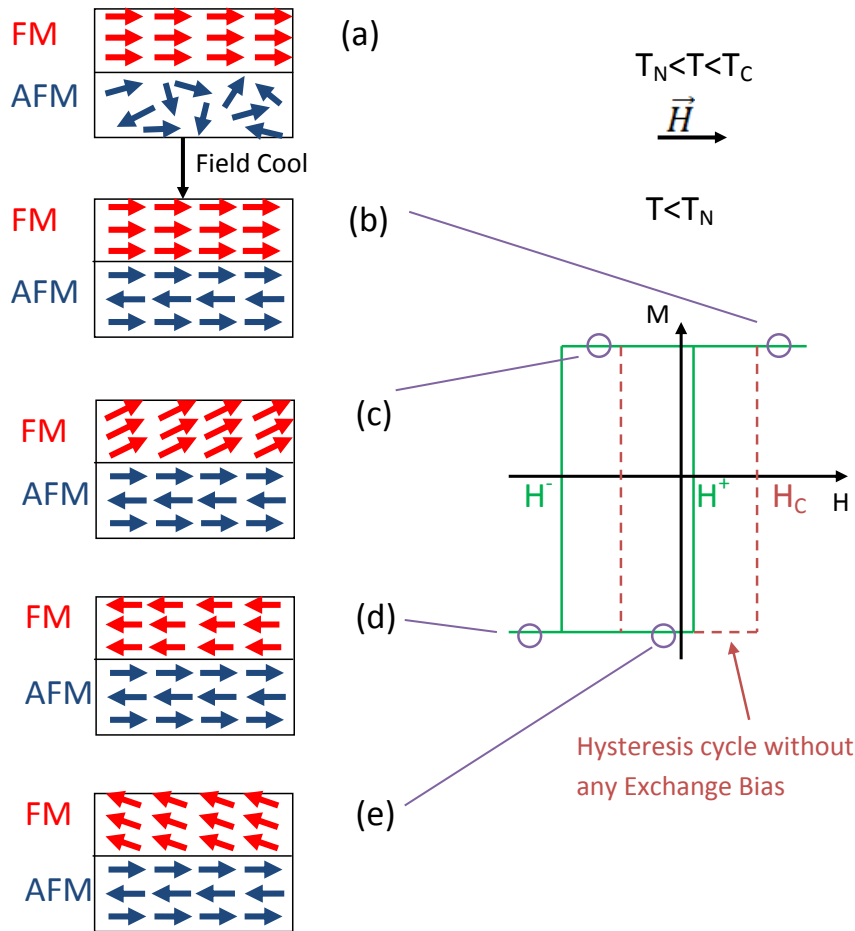 FM
(a)
AFM
T_N<T<T_C
H⃗
Field Cool
T<T_N
FM
(b)
AFM
M
FM
(c)
AFM
H^-
H^+
H_C
H
FM
(d)
AFM
Hysteresis cycle without
any Exchange Bias
FM
(e)
AFM